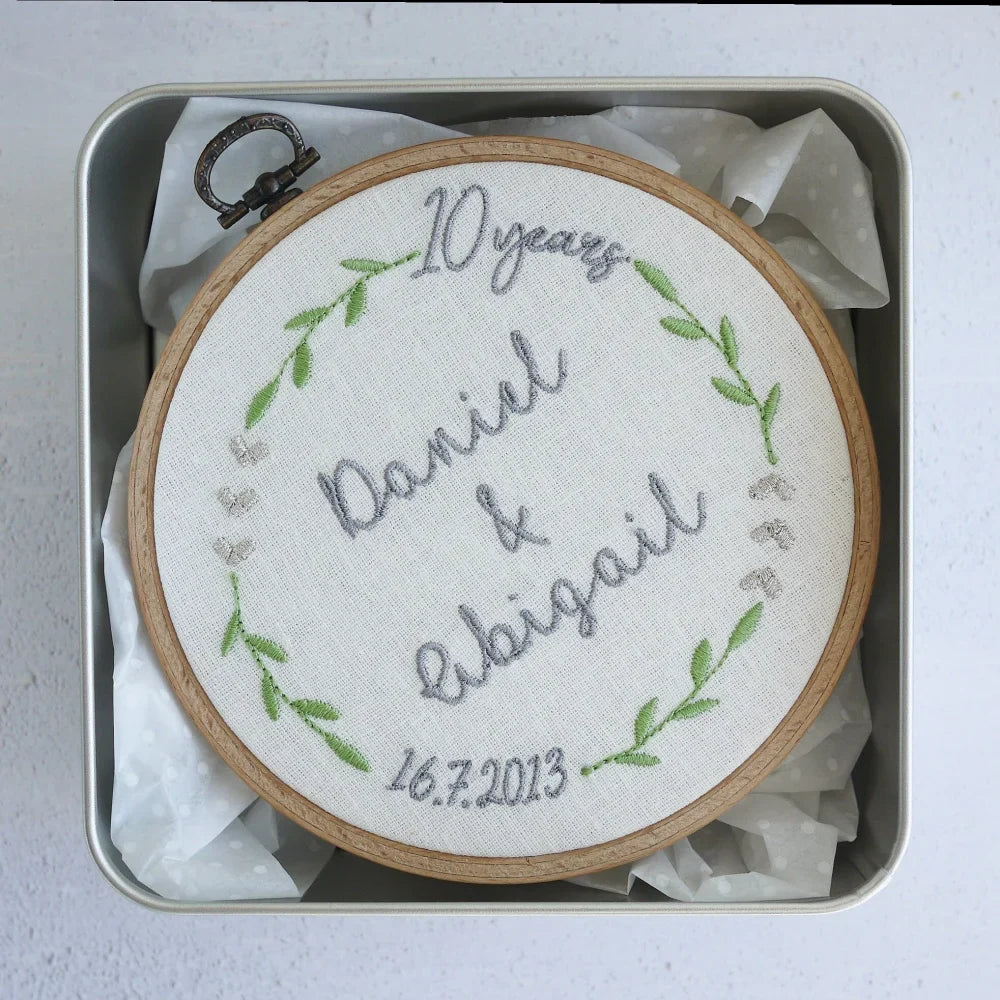 10 years
Daniel
&
Abigail
16.7.2013